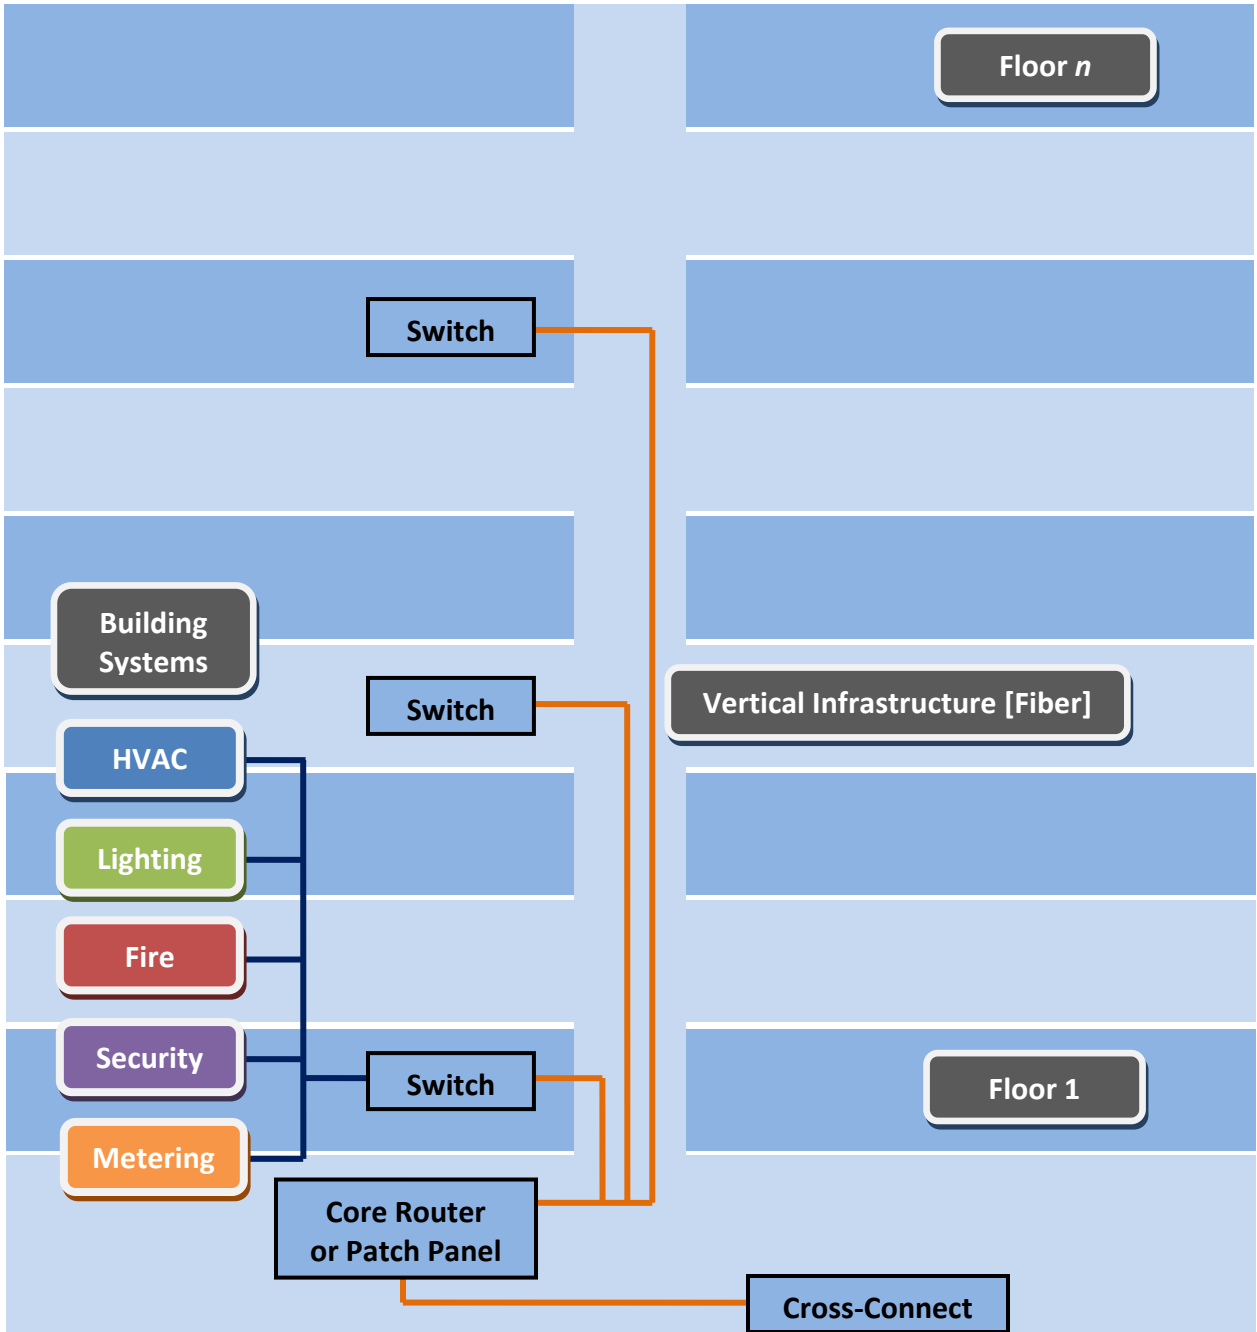 Floor n
Switch
Building
Systems
Switch
Vertical Infrastructure [Fiber]
HVAC
Lighting
Fire
Security
Switch
Floor 1
Metering
Core Router
or Patch Panel
Cross-Connect